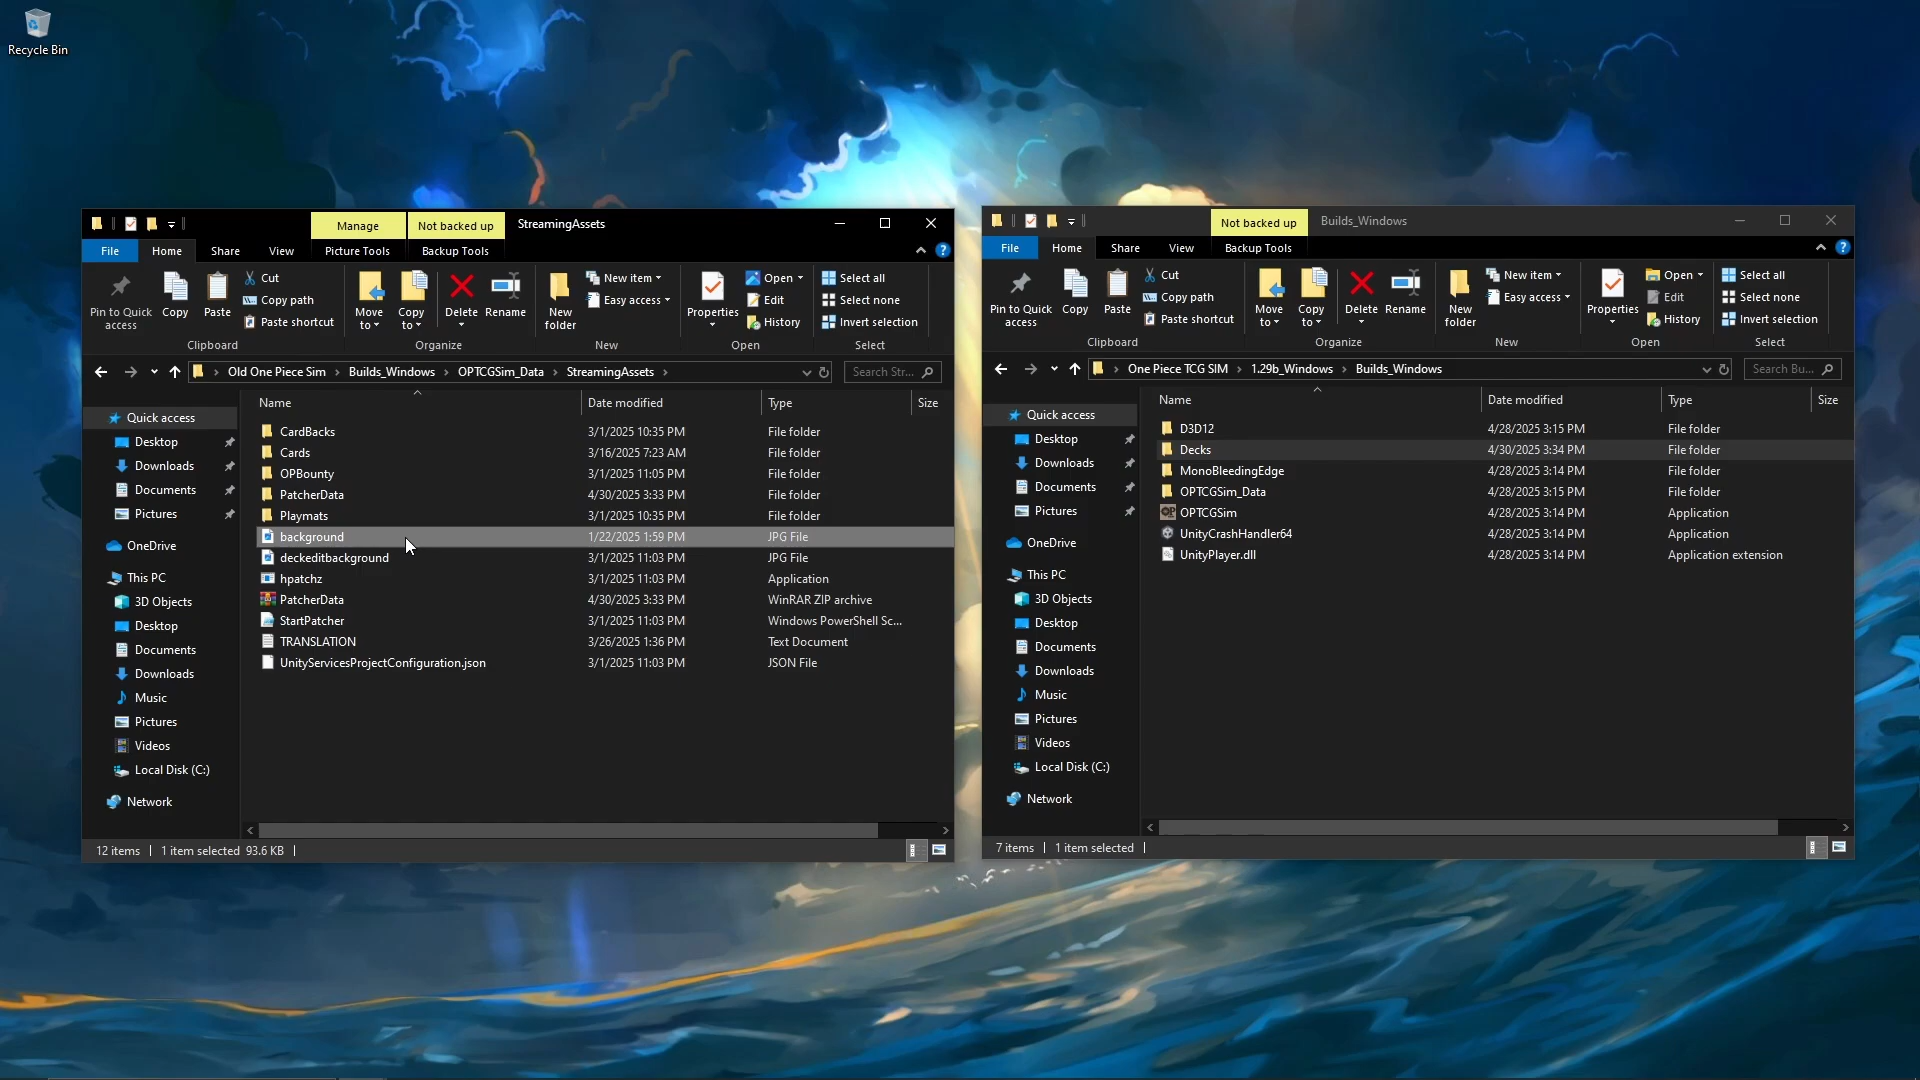 Recycle Bin
Manage
Not backed up
StreamingAssets
File
Home
Share
View
Picture Tools
Backup Tools
Pin to Quick access
Copy
Paste
Cut
Copy path
Paste shortcut
Clipboard
Move to
Copy to
Delete
Rename
Organize
New folder
New item
Easy access
New
Properties
Open
Edit
History
Open
Select all
Select none
Invert selection
Select
Old One Piece Sim > Builds_Windows > OPTCGSim_Data > StreamingAssets >
Search Str...
Name Date modified Type Size
Quick access
Desktop
Downloads
Documents
Pictures
OneDrive
This PC
3D Objects
Desktop
Documents
Downloads
Music
Pictures
Videos
Local Disk (C:)
Network
CardBacks 3/1/2025 10:35 PM File folder
Cards 3/16/2025 7:23 AM File folder
OPBounty 3/1/2025 11:05 PM File folder
PatcherData 4/30/2025 3:33 PM File folder
Playmats 3/1/2025 10:35 PM File folder
background 1/22/2025 1:59 PM JPG File
deckeditbackground 3/1/2025 11:03 PM JPG File
hpatchz 3/1/2025 11:03 PM Application
PatcherData 4/30/2025 3:33 PM WinRAR ZIP archive
StartPatcher 3/1/2025 11:03 PM Windows PowerShell Sc...
TRANSLATION 3/26/2025 1:36 PM Text Document
UnityServicesProjectConfiguration.json 3/1/2025 11:03 PM JSON File
12 items | 1 item selected 93.6 KB |
Not backed up
Builds_Windows
File
Home
Share
View
Backup Tools
Pin to Quick access
Copy
Paste
Cut
Copy path
Paste shortcut
Clipboard
Move to
Copy to
Delete
Rename
Organize
New folder
New item
Easy access
New
Properties
Open
Edit
History
Open
Select all
Select none
Invert selection
Select
> One Piece TCG SIM > 1.29b_Windows > Builds_Windows
Search Bu...
Name Date modified Type Size
Quick access
Desktop
Downloads
Documents
Pictures
OneDrive
This PC
3D Objects
Desktop
Documents
Downloads
Music
Pictures
Videos
Local Disk (C:)
Network
D3D12 4/28/2025 3:15 PM File folder
Decks 4/30/2025 3:34 PM File folder
MonoBleedingEdge 4/28/2025 3:14 PM File folder
OPTCGSim_Data 4/28/2025 3:15 PM File folder
OPTCGSim 4/28/2025 3:14 PM Application
UnityCrashHandler64 4/28/2025 3:14 PM Application
UnityPlayer.dll 4/28/2025 3:14 PM Application extension
7 items | 1 item selected |